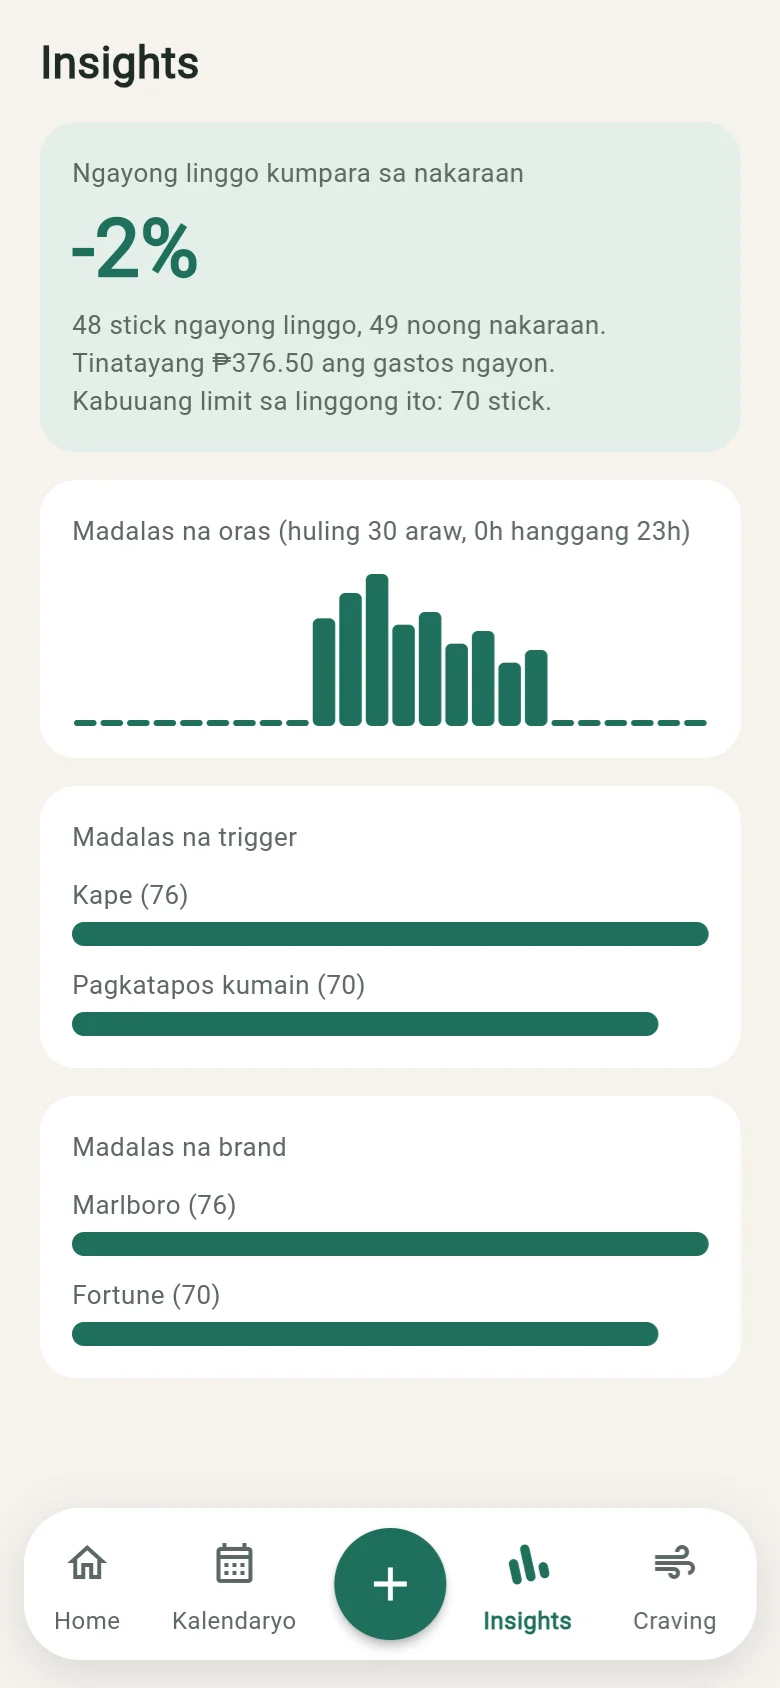 Insights
Ngayong linggo kumpara sa nakaraan
-2%
48 stick ngayong linggo, 49 noong nakaraan.
Tinatayang ₱376.50 ang gastos ngayon.
Kabuuang limit sa linggong ito: 70 stick.
Madalas na oras (huling 30 araw, 0h hanggang 23h)
Madalas na trigger
Kape (76)
Pagkatapos kumain (70)
Madalas na brand
Marlboro (76)
Fortune (70)
Home
Kalendaryo
Insights
Craving